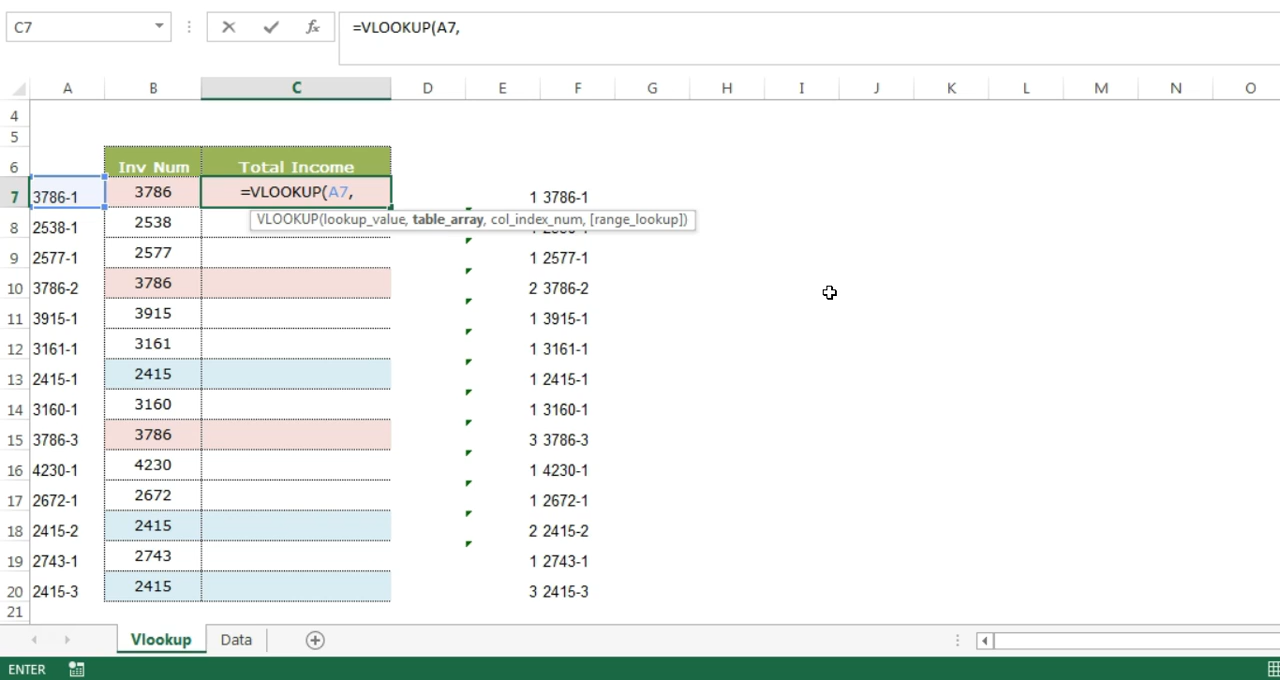 C7 fx =VLOOKUP(A7,
A B C D E F G H I J K L M N O
4
5
6 Inv Num Total Income
7 3786-1 3786 =VLOOKUP(A7, 1 3786-1
VLOOKUP(lookup_value, table_array, col_index_num, [range_lookup])
8 2538-1 2538
9 2577-1 2577 1 2577-1
10 3786-2 3786 2 3786-2
11 3915-1 3915 1 3915-1
12 3161-1 3161 1 3161-1
13 2415-1 2415 1 2415-1
14 3160-1 3160 1 3160-1
15 3786-3 3786 3 3786-3
16 4230-1 4230 1 4230-1
17 2672-1 2672 1 2672-1
18 2415-2 2415 2 2415-2
19 2743-1 2743 1 2743-1
20 2415-3 2415 3 2415-3
21
Vlookup Data
ENTER